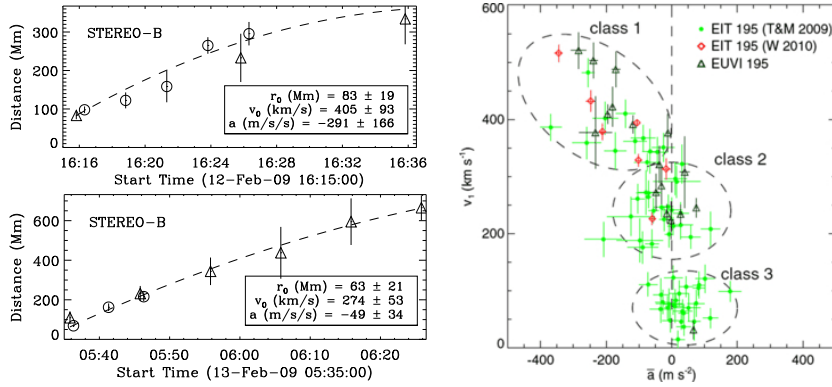 STEREO-B
Distance (Mm)
300
200
100
0
r₀ (Mm) = 83 ± 19
v₀ (km/s) = 405 ± 93
a (m/s/s) = -291 ± 166
16:16 16:20 16:24 16:28 16:32 16:36
Start Time (12-Feb-09 16:15:00)
STEREO-B
Distance (Mm)
600
400
200
0
r₀ (Mm) = 63 ± 21
v₀ (km/s) = 274 ± 53
a (m/s/s) = -49 ± 34
05:40 05:50 06:00 06:10 06:20
Start Time (13-Feb-09 05:35:00)
600
400
200
0
v₁ (km s⁻¹)
class 1
EIT 195 (T&M 2009)
EIT 195 (W 2010)
EUVI 195
class 2
class 3
-400 -200 0 200 400
a̅ (m s⁻²)